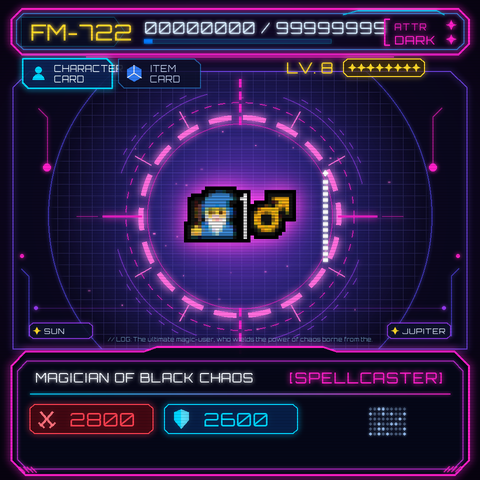 FM-722
00000000 / 99999999
ATTR
DARK
CHARACTER
CARD
ITEM
CARD
LV. 8
SUN
JUPITER
// LOG: The ultimate magic-user, who wields the power of chaos borne from the
MAGICIAN OF BLACK CHAOS
[SPELLCASTER]
2800
2600